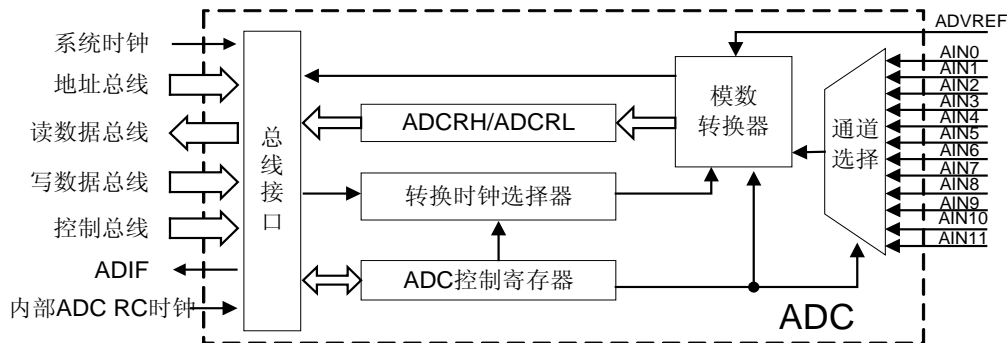 系统时钟
地址总线
读数据总线
写数据总线
控制总线
ADIF
内部ADC RC时钟
总线接口
ADCRH/ADCRL
转换时钟选择器
ADC控制寄存器
模数
转换器
通道
选择
ADVREF
AIN0
AIN1
AIN2
AIN3
AIN4
AIN5
AIN6
AIN7
AIN8
AIN9
AIN10
AIN11
ADC